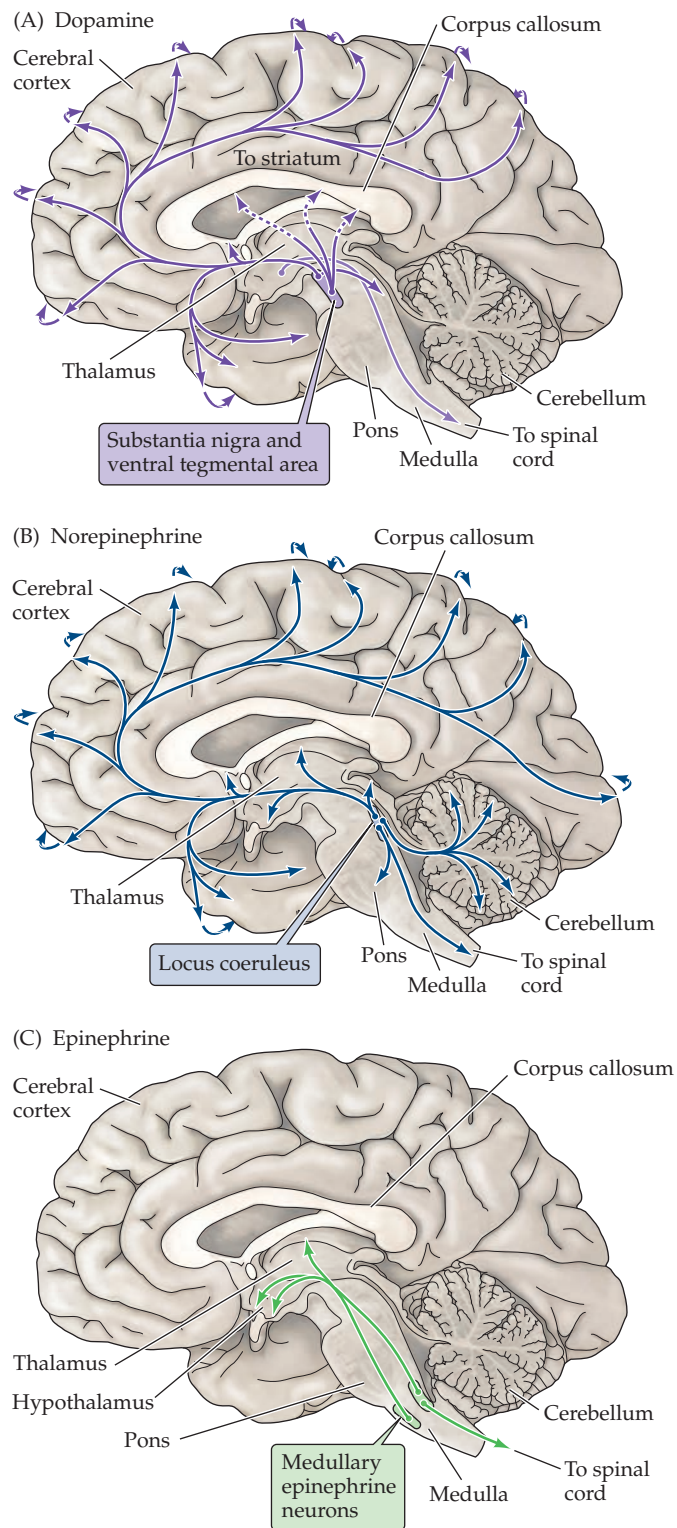 (A) Dopamine
Corpus callosum
Cerebral
cortex
To striatum
Thalamus
Cerebellum
Pons
To spinal
cord
Medulla
Substantia nigra and
ventral tegmental area
(B) Norepinephrine
Corpus callosum
Cerebral
cortex
Thalamus
Cerebellum
Locus coeruleus
Pons
To spinal
cord
Medulla
(C) Epinephrine
Corpus callosum
Cerebral
cortex
Thalamus
Hypothalamus
Cerebellum
Pons
Medullary
epinephrine
neurons
To spinal
cord
Medulla